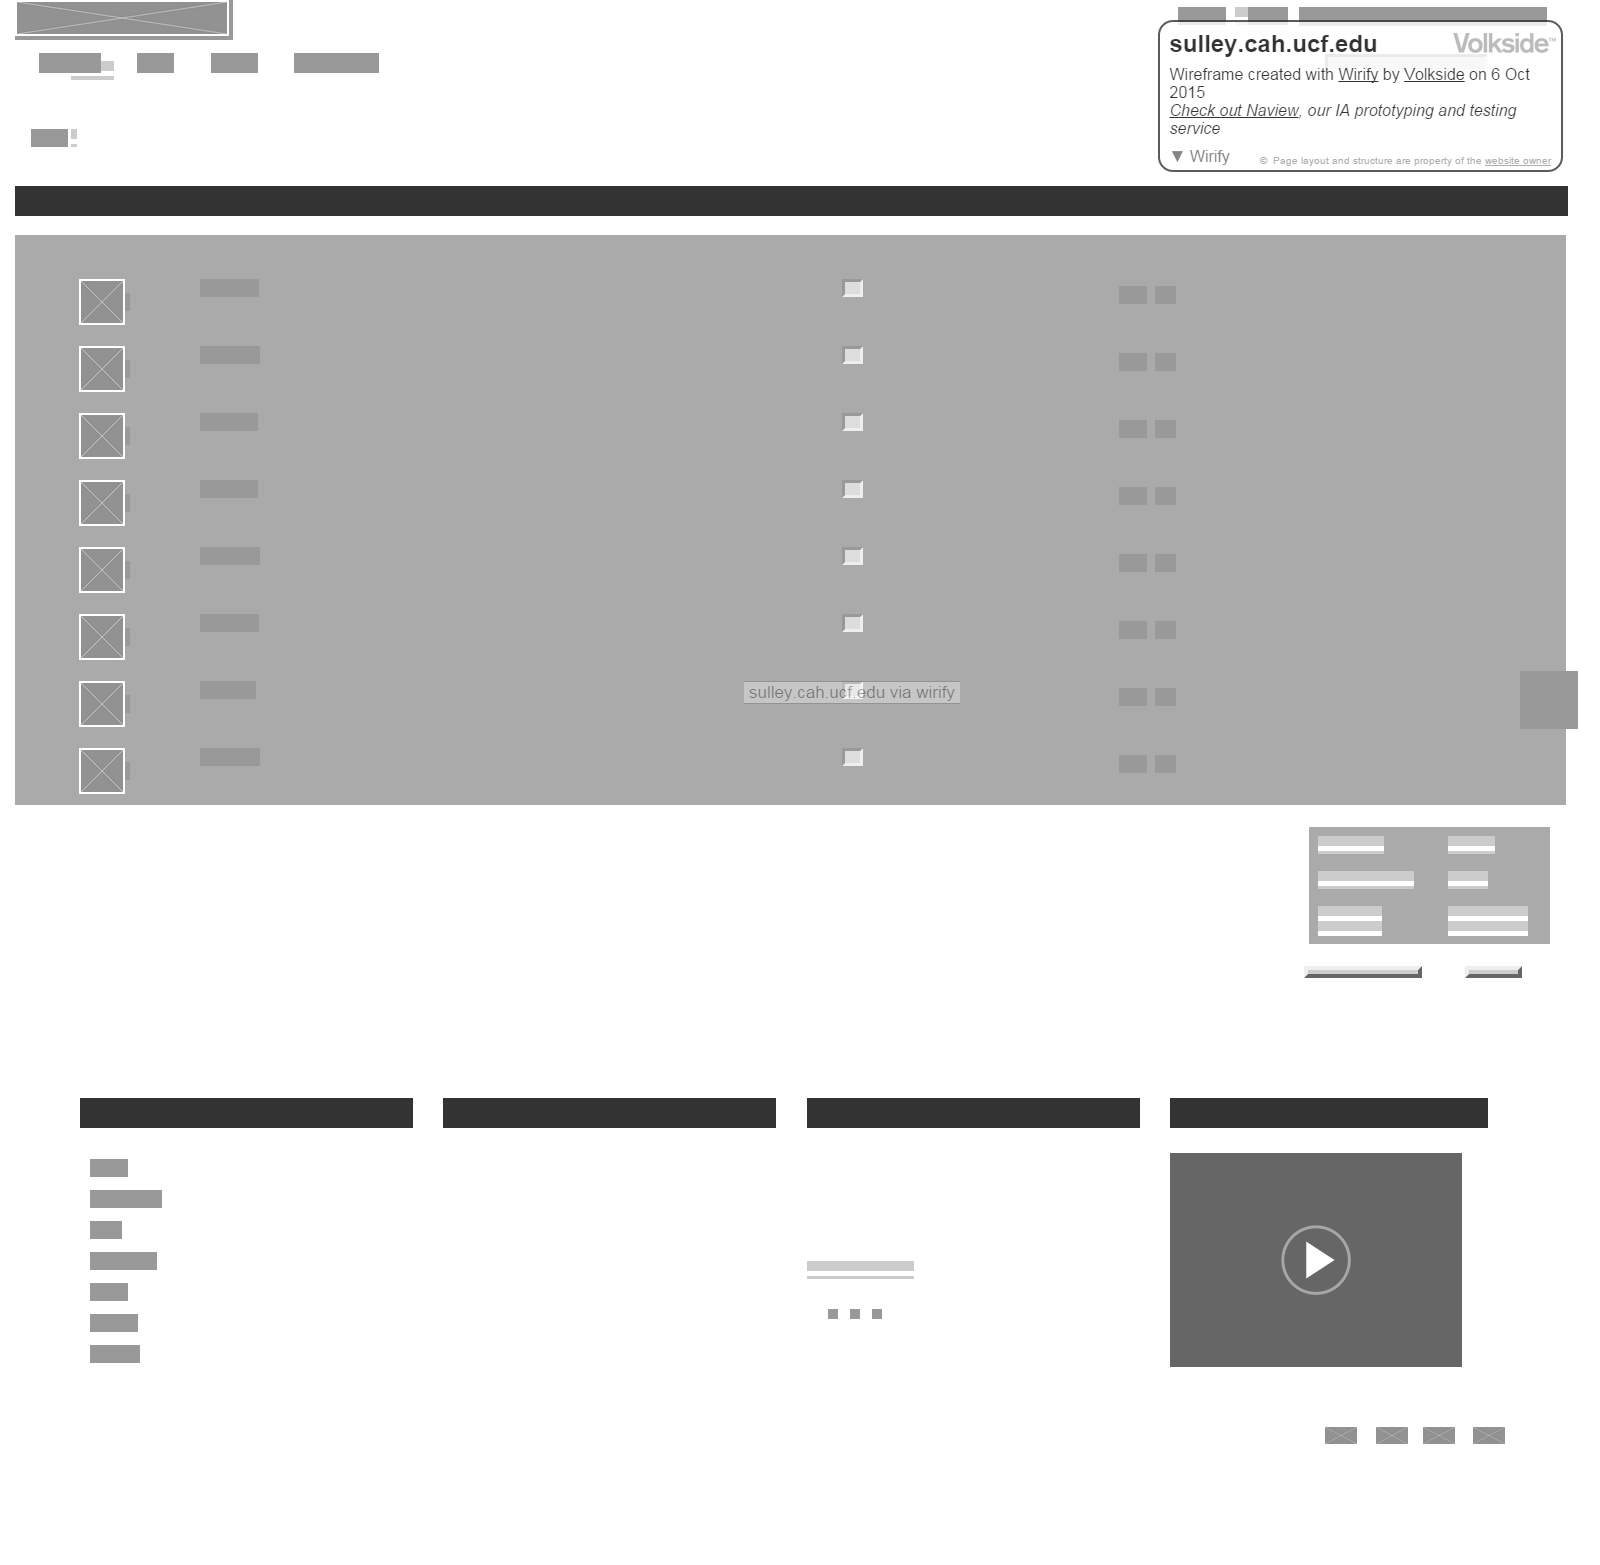 sulley.cah.ucf.edu
Volkside™
Wireframe created with Wirify by Volkside on 6 Oct
2015
Check out Naview, our IA prototyping and testing
service
▼ Wirify
© Page layout and structure are property of the website owner
sulley.cah.ucf.edu via wirify